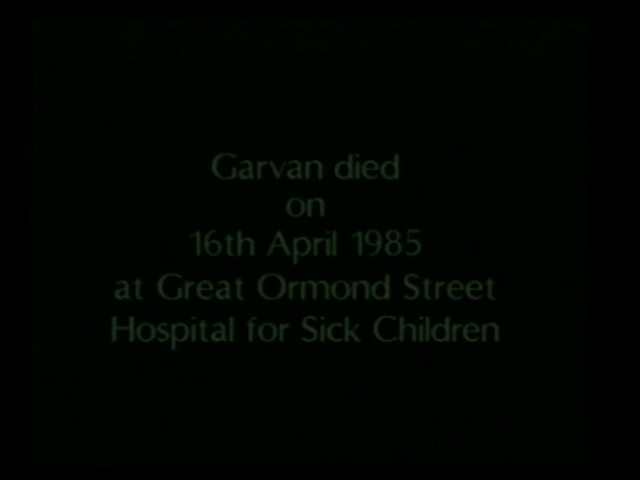 Garvan died
on
16th April 1985
at Great Ormond Street
Hospital for Sick Children